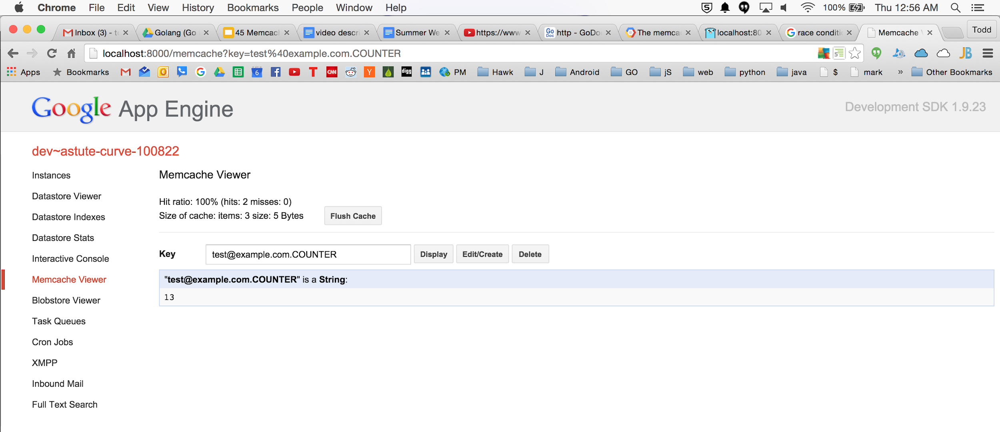 Chrome File Edit View History Bookmarks People Window Help 100% Thu 12:56 AM
Inbox (3) - to Golang (Go 45 Memcac video descri Summer We https://www http - GoDo The memca localhost:80 race conditi Memcache Todd
localhost:8000/memcache?key=test%40example.com.COUNTER
Apps Bookmarks CNN digg PM Hawk J Android GO jS web python java $ mark » Other Bookmarks
Google App Engine
Development SDK 1.9.23
dev~astute-curve-100822
Instances
Datastore Viewer
Datastore Indexes
Datastore Stats
Interactive Console
Memcache Viewer
Blobstore Viewer
Task Queues
Cron Jobs
XMPP
Inbound Mail
Full Text Search
Memcache Viewer
Hit ratio: 100% (hits: 2 misses: 0)
Size of cache: items: 3 size: 5 Bytes Flush Cache
Key test@example.com.COUNTER Display Edit/Create Delete
"test@example.com.COUNTER" is a String:
13